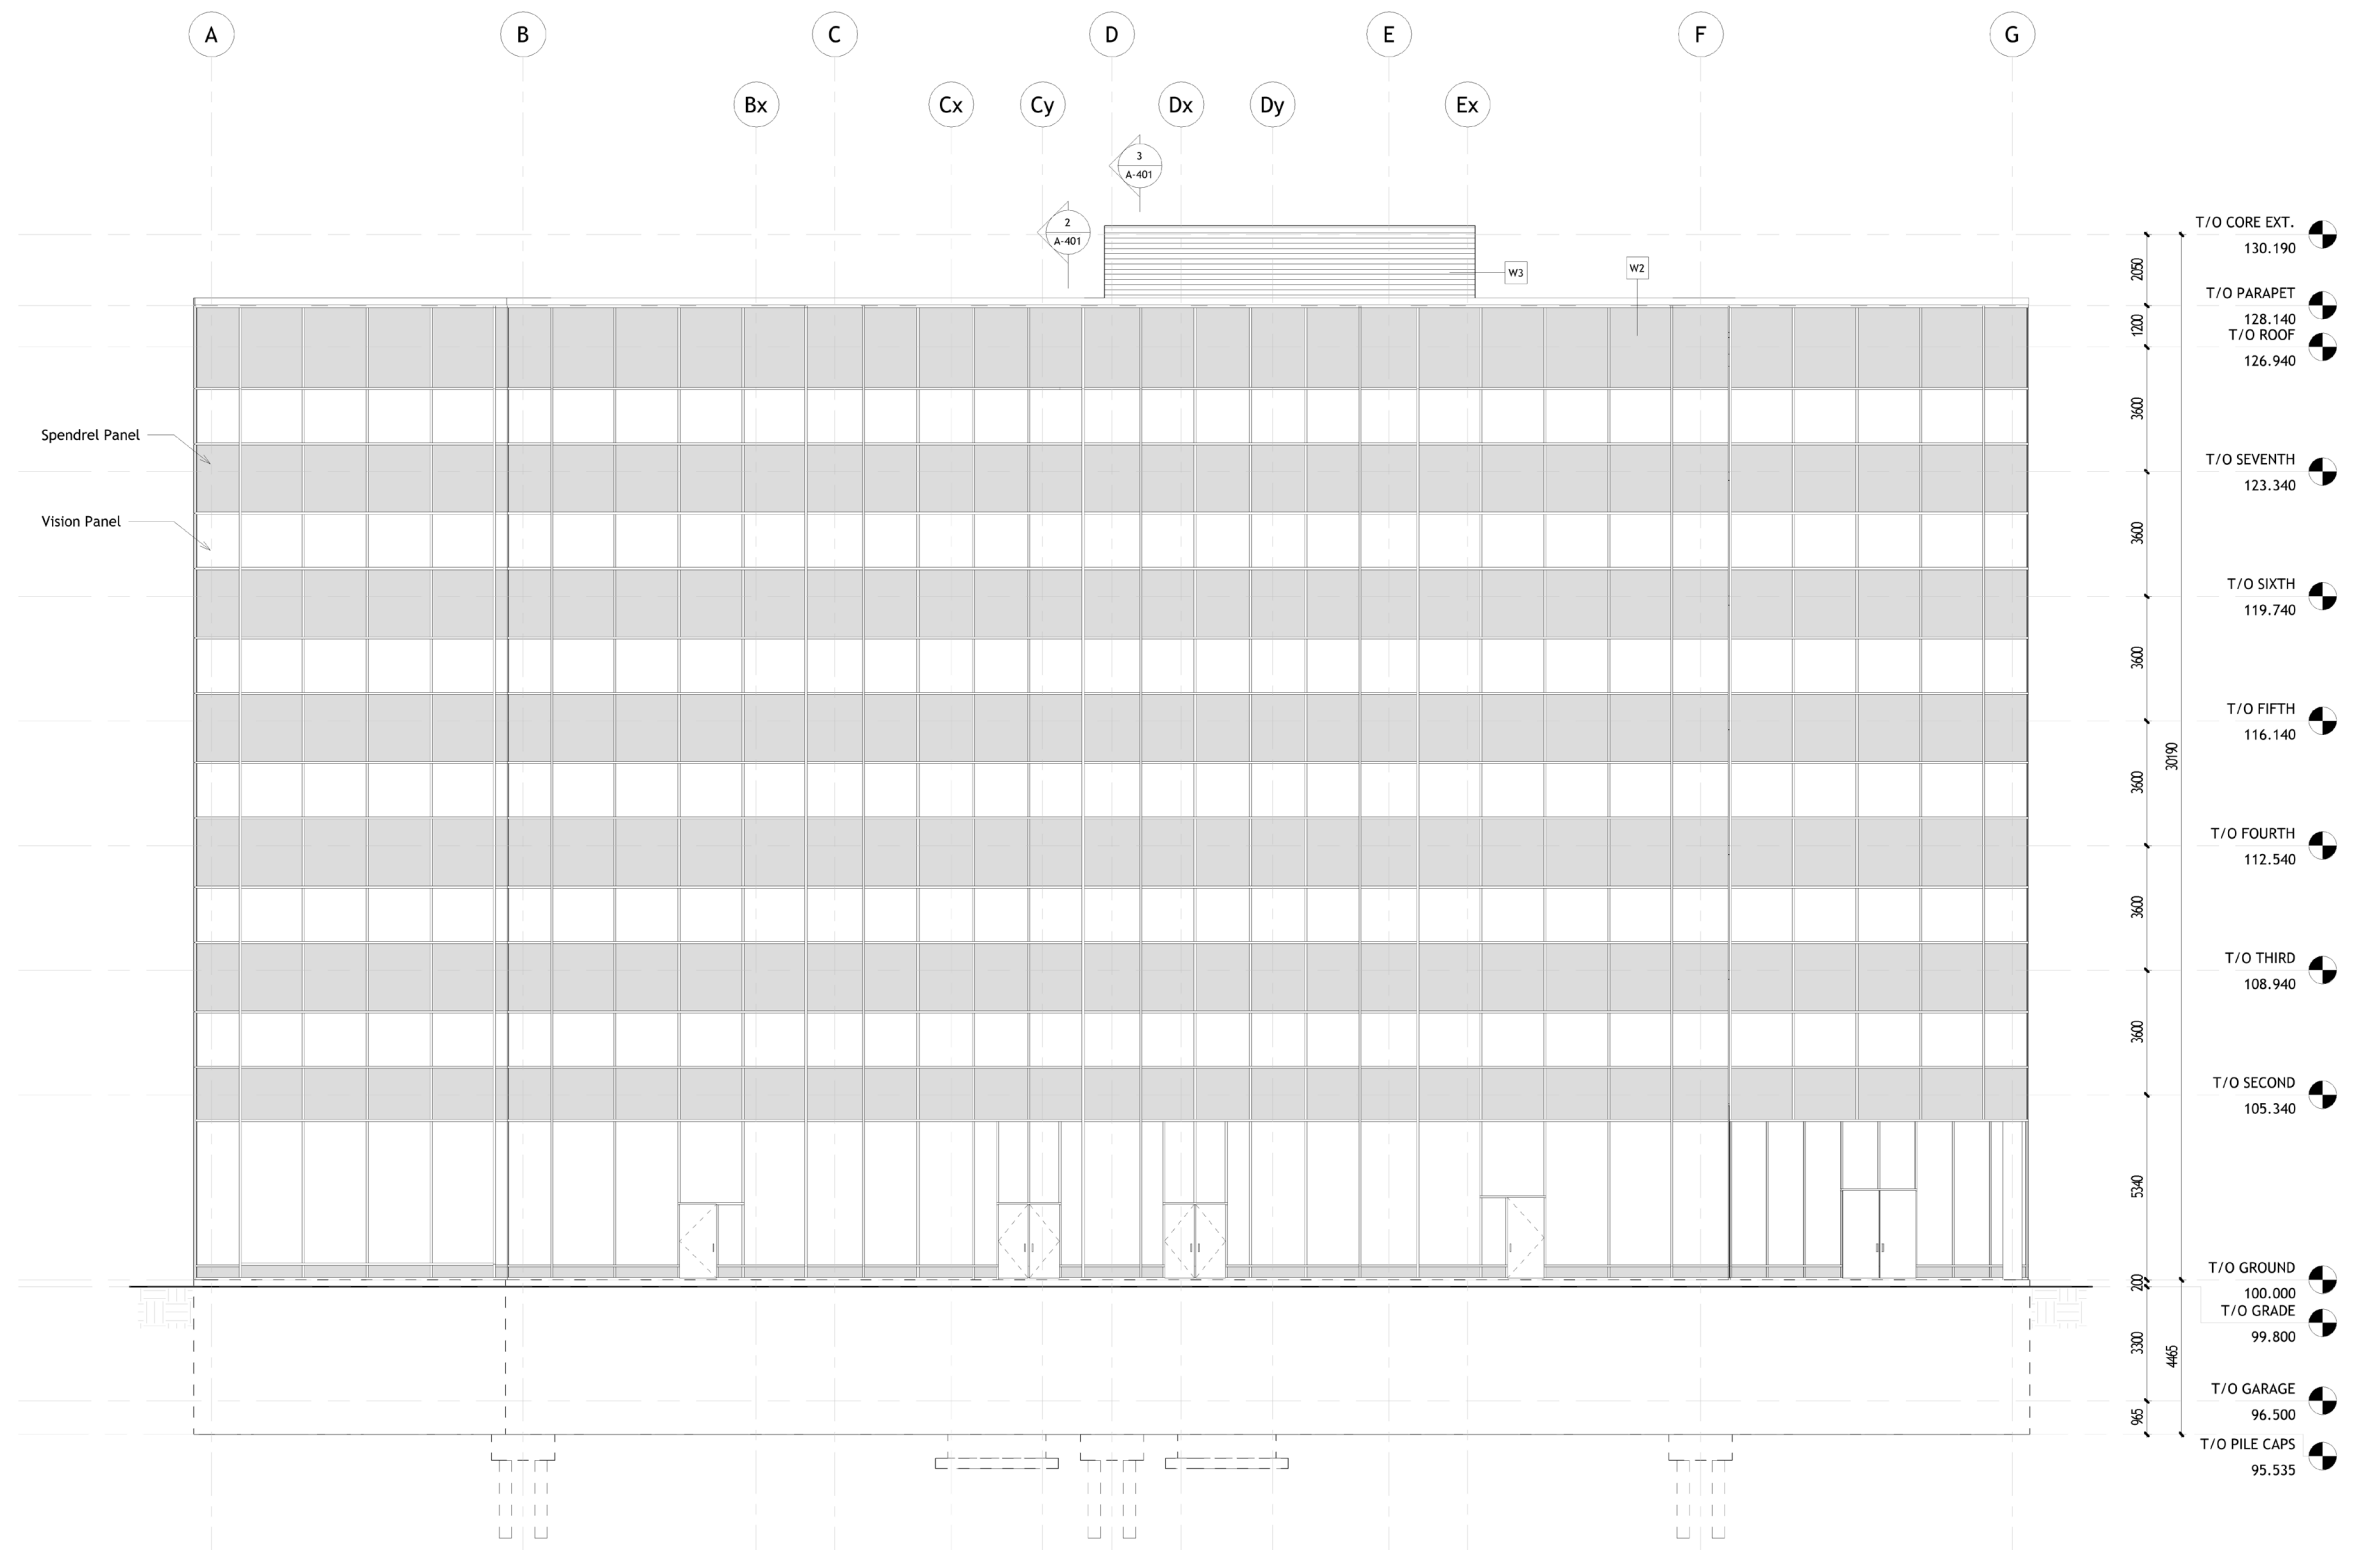 A
B
C
D
E
F
G
Bx
Cx
Cy
Dx
Dy
Ex
3
A-401
2
A-401
W3
W2
T/O CORE EXT.
130.190
2050
T/O PARAPET
128.140
1200
T/O ROOF
126.940
3600
Spendrel Panel
T/O SEVENTH
123.340
Vision Panel
3600
T/O SIXTH
119.740
3600
T/O FIFTH
116.140
30190
3600
T/O FOURTH
112.540
3600
T/O THIRD
108.940
3600
T/O SECOND
105.340
5340
T/O GROUND
100.000
200
T/O GRADE
99.800
3300
4465
T/O GARAGE
96.500
965
T/O PILE CAPS
95.535